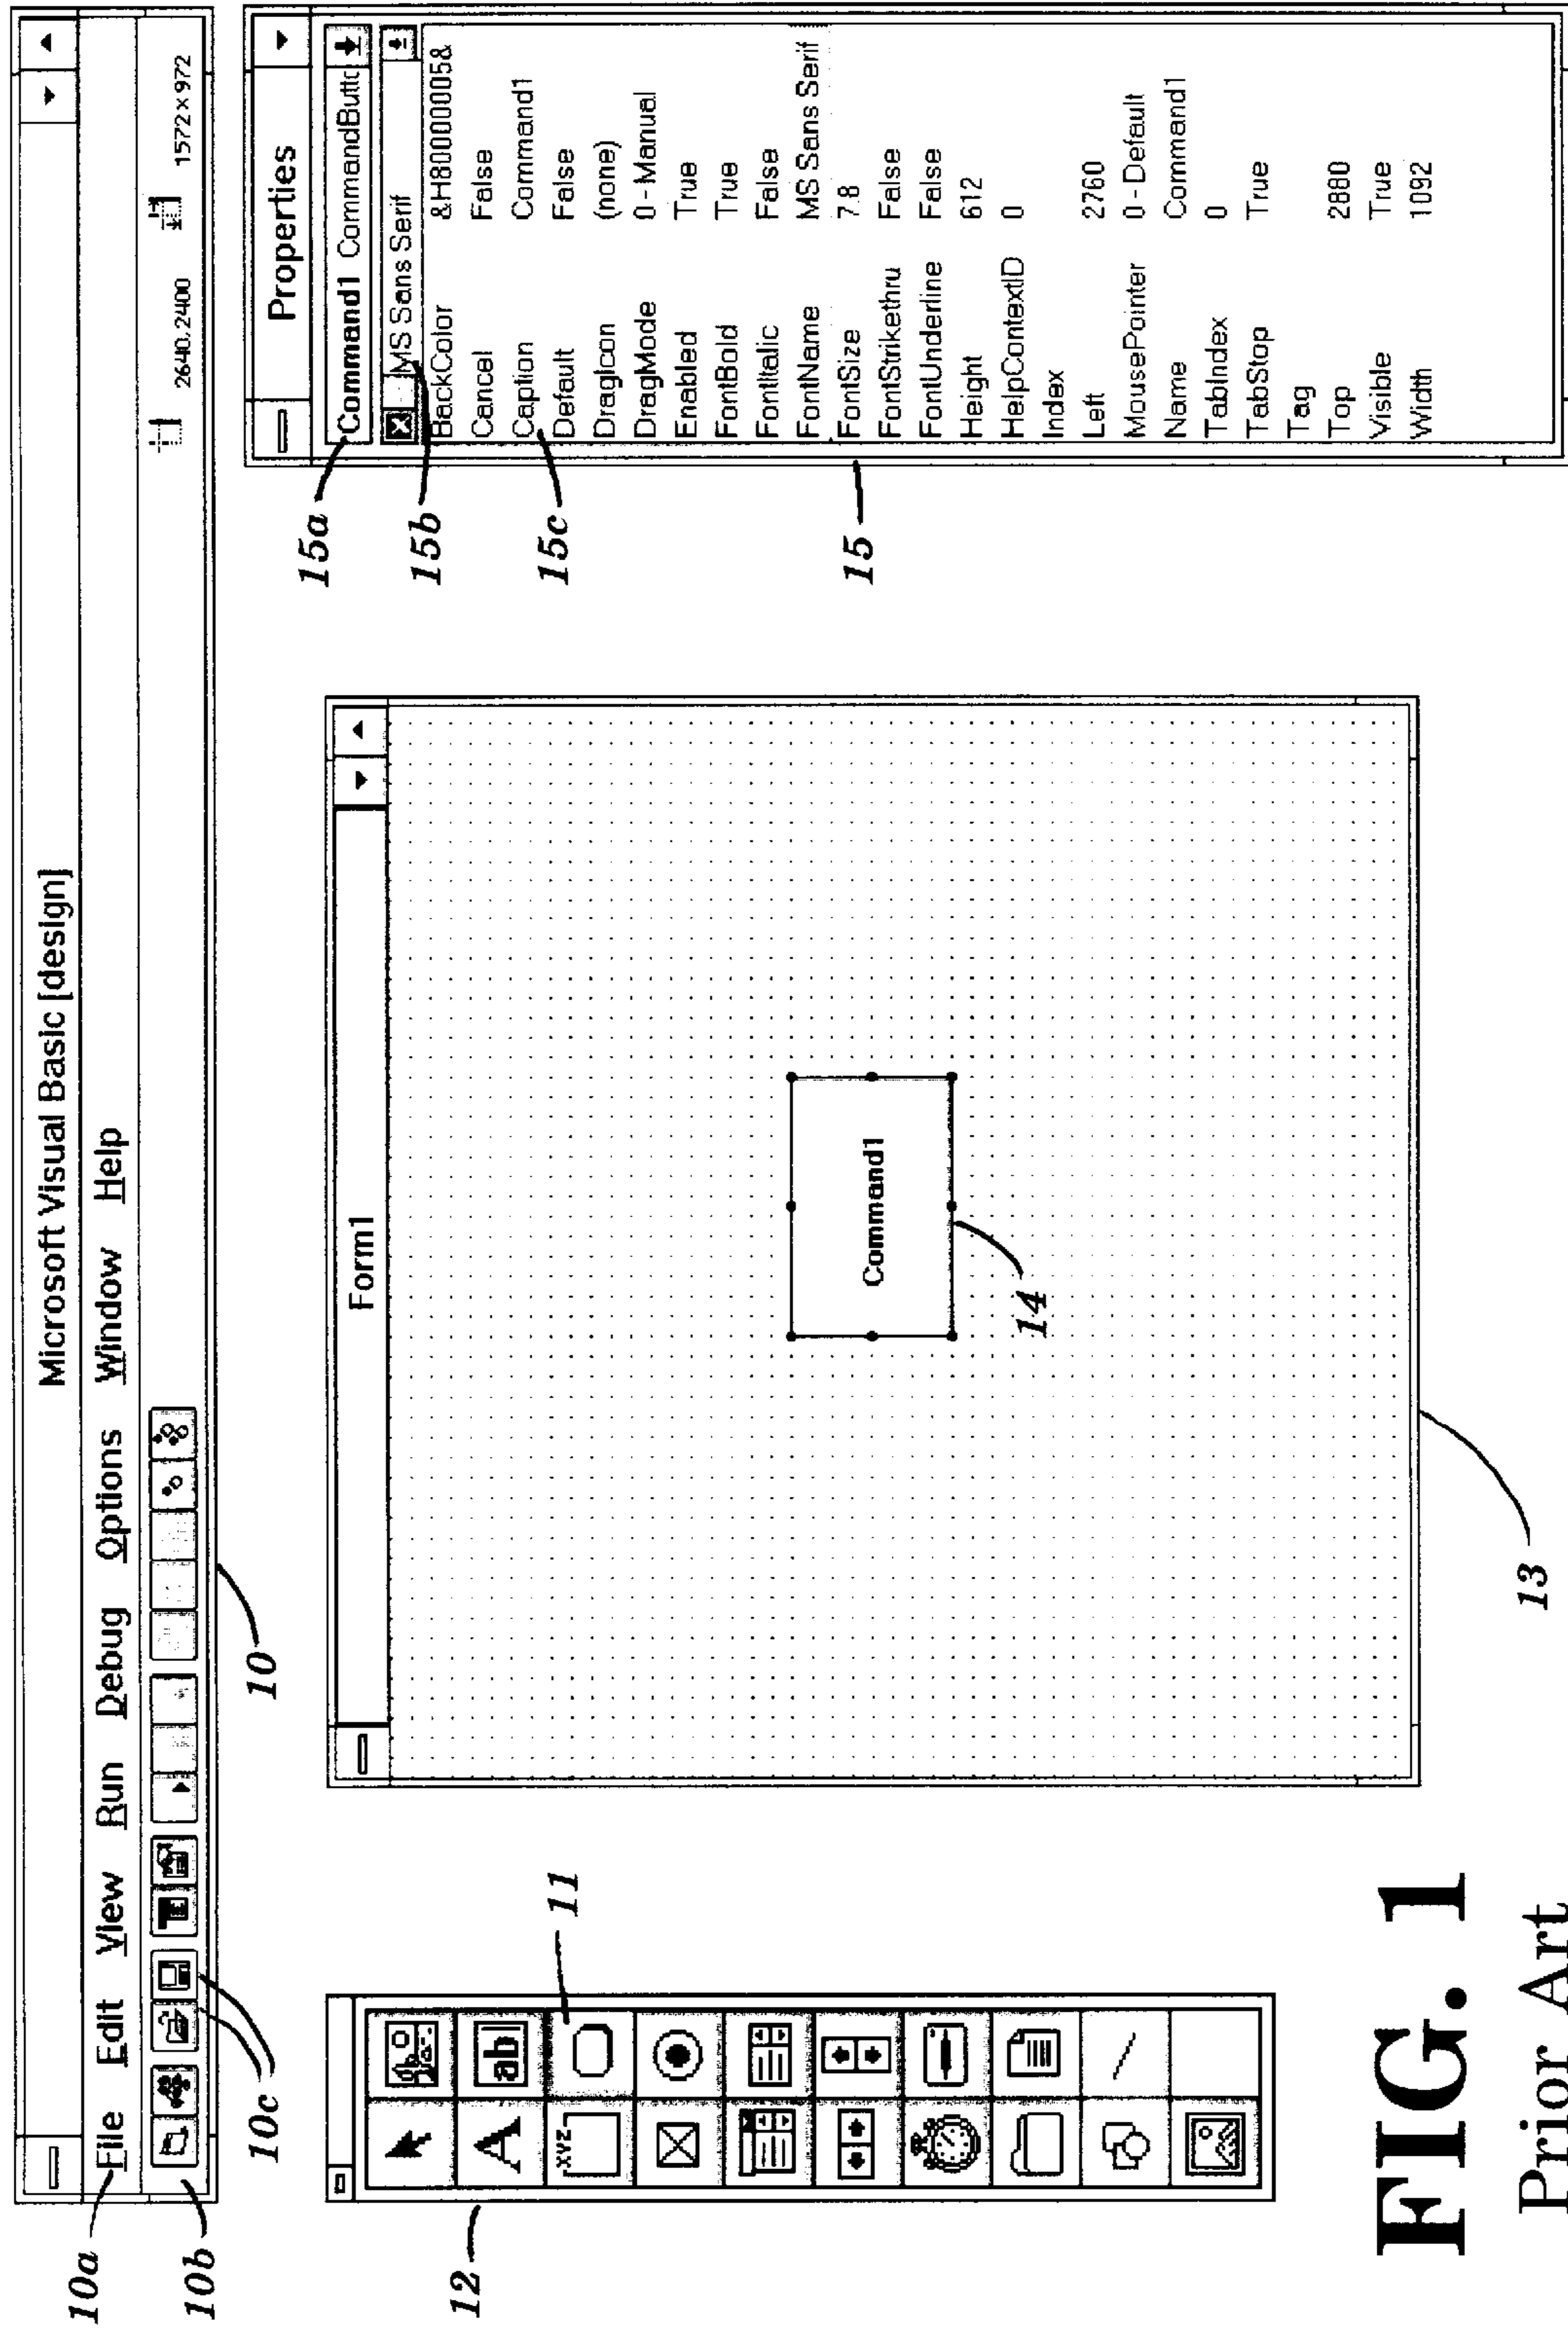 Microsoft Visual Basic [design]
10a
File Edit View Run Debug Options Window Help
10b
2640, 2400 1572 × 972
10c
10
12
XYZ
A
ab
11
Form1
Command1
14
13
Properties
15a
Command1 CommandButtc
15b
MS Sans Serif
BackColor &H80000005&
Cancel False
15c
Caption Command1
Default False
DragIcon (none)
DragMode 0 - Manual
Enabled True
FontBold True
FontItalic False
FontName MS Sans Serif
15
FontSize 7.8
FontStrikethru False
FontUnderline False
Height 612
HelpContextID 0
Index
Left 2760
MousePointer 0 - Default
Name Command1
TabIndex 0
TabStop True
Tag
Top 2880
Visible True
Width 1092
FIG. 1
Prior Art